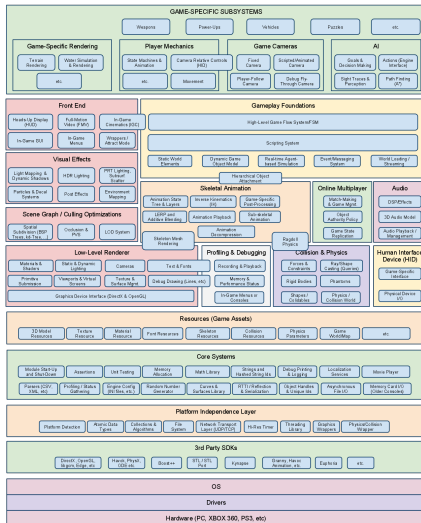 GAME-SPECIFIC SUBSYSTEMS
Weapons
Power-Ups
Vehicles
Puzzles
etc.
Game-Specific Rendering
Terrain Rendering
Water Simulation & Rendering
etc.
Player Mechanics
State Machines & Animation
Camera Relative Controls (HID)
etc.
Movement
Game Cameras
Fixed Camera
Scripted/Animated Camera
Player-Follow Camera
Debug Fly-Through Camera
AI
Goals & Decision Making
Actions (Engine Interface)
Sight Traces & Perception
Path Finding (A*)
Front End
Heads-Up Display (HUD)
Full-Motion Video (FMV)
In-Game Cinematics (IGC)
In-Game GUI
In-Game Menus
Wrappers / Attract Mode
Gameplay Foundations
High-Level Game Flow System/FSM
Scripting System
Static World Elements
Dynamic Game Object Model
Real-time Agent-based Simulation
Event/Messaging System
World Loading / Streaming
Hierarchical Object Attachment
Visual Effects
Light Mapping & Dynamic Shadows
HDR Lighting
PRT Lighting, Subsurf. Scatter
Particles & Decal Systems
Post Effects
Environment Mapping
Skeletal Animation
Animation State Tree & Layers
Inverse Kinematics (IK)
Game-Specific Post-Processing
LERP and Additive Blending
Animation Playback
Sub-skeletal Animation
Animation Decompression
Online Multiplayer
Match-Making & Game Mgmt.
Object Authority Policy
Game State Replication
Audio
DSP/Effects
3D Audio Model
Audio Playback / Management
Scene Graph / Culling Optimizations
Spatial Subdivision (BSP Tree, kd-Tree, ...)
Occlusion & PVS
LOD System
Skeletal Mesh Rendering
Ragdoll Physics
Low-Level Renderer
Materials & Shaders
Static & Dynamic Lighting
Cameras
Text & Fonts
Primitive Submission
Viewports & Virtual Screens
Texture & Surface Mgmt.
Debug Drawing (Lines, etc)
Graphics Device Interface (DirectX & OpenGL)
Profiling & Debugging
Recording & Playback
Memory & Performance Status
In-Game Menus or Consoles
Collision & Physics
Forces & Constraints
Ray/Shape Casting (Queries)
Rigid Bodies
Phantoms
Shapes / Collidables
Physics / Collision World
Human Interface Device (HID)
Game Specific Interface
Physical Device I/O
Resources (Game Assets)
3D Model Resources
Texture Resource
Material Resource
Font Resources
Skeleton Resources
Collision Resources
Physics Parameters
Game World/Map
etc.
Core Systems
Module Start-Up and Shut-Down
Assertions
Unit Testing
Memory Allocation
Math Library
Strings and Hashed String Ids
Debug Printing & Logging
Localization Services
Movie Player
Parsers (CSV, XML, etc)
Profiling / Status Gathering
Engine Config (INI files, etc.)
Random Number Generator
Curves & Surfaces Library
RTTI / Reflection & Serialization
Object Handles & Unique Ids
Asynchronous File I/O
Memory Card I/O (Older Consoles)
Platform Independence Layer
Platform Detection
Atomic Data Types
Collections & Algorithms
File System
Network Transport Layer (UDP/TCP)
Hi-Res Timer
Threading Library
Graphics Wrappers
Physics/Collision Wrapper
3rd Party SDKs
DirectX, OpenGL, libgcm, Edge, etc.
Havok, PhysX, ODE etc.
Boost++
STL / STL Port
Kynapse
Granny, Havok Animation, etc.
Euphoria
etc.
OS
Drivers
Hardware (PC, XBOX 360, PS3, etc)